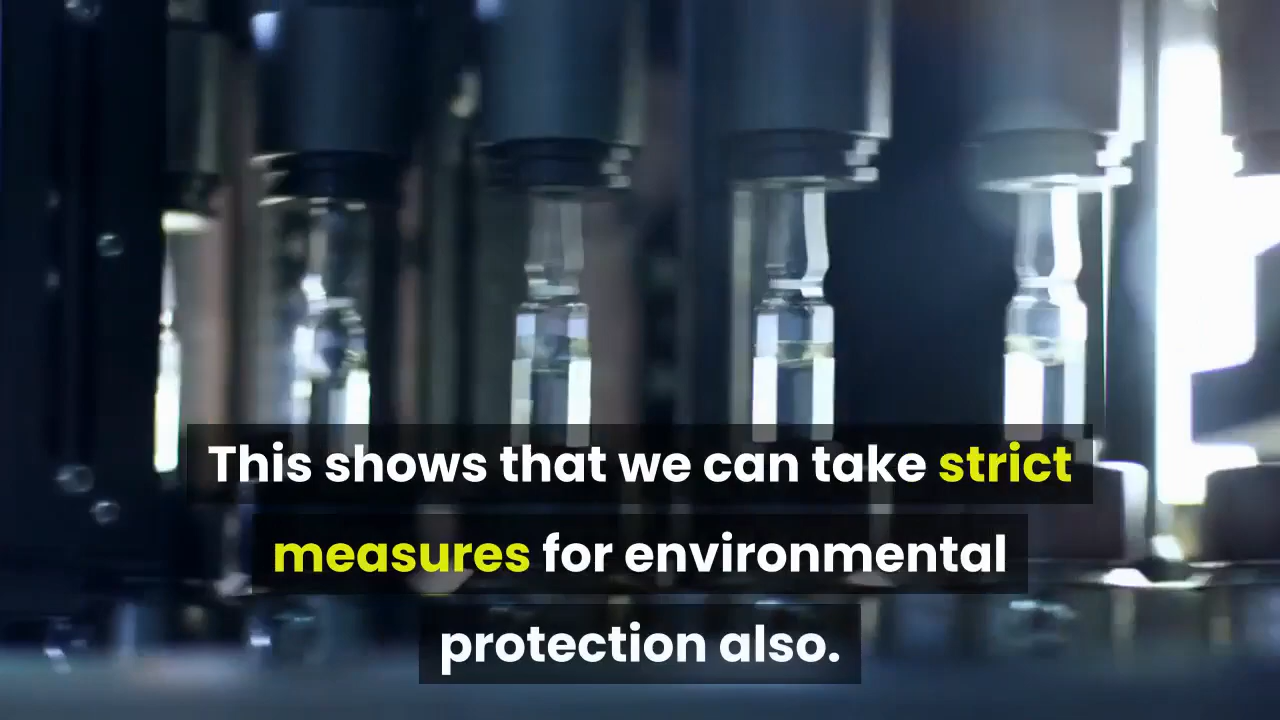 This shows that we can take strict
measures for environmental
protection also.